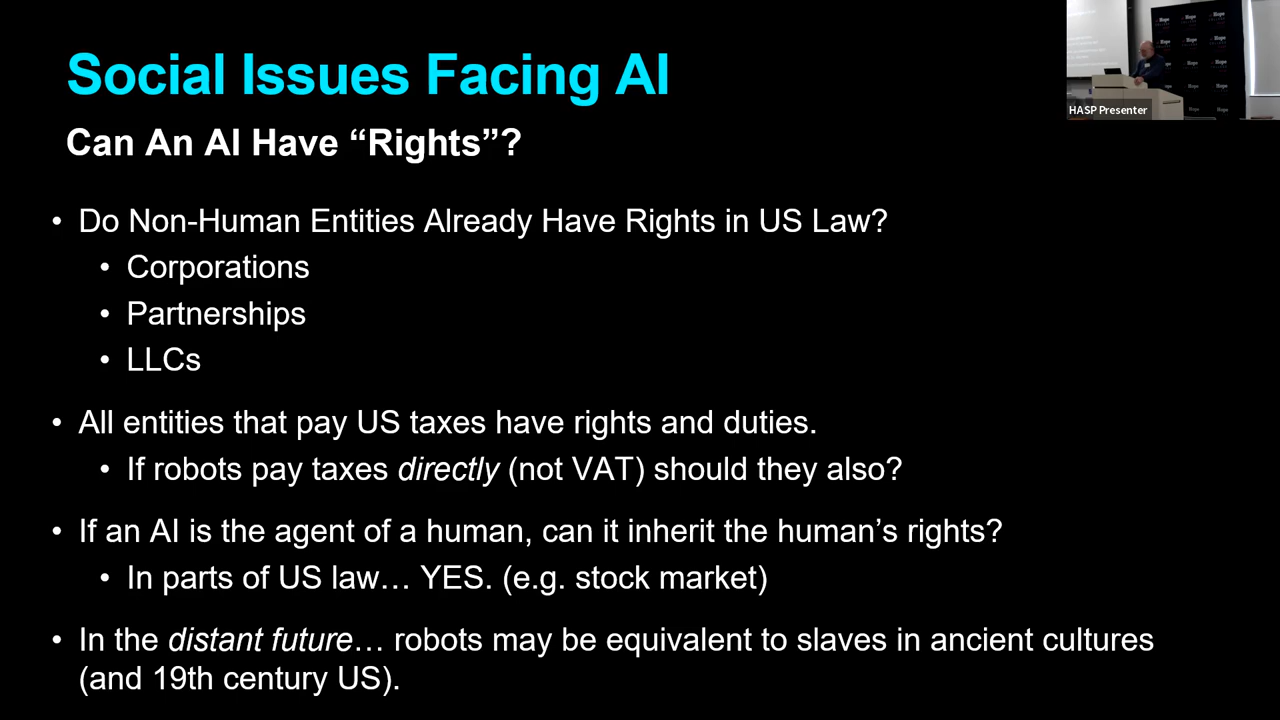 Social Issues Facing AI
HASP Presenter
Can An AI Have “Rights”?
• Do Non-Human Entities Already Have Rights in US Law?
• Corporations
• Partnerships
• LLCs
• All entities that pay US taxes have rights and duties.
• If robots pay taxes directly (not VAT) should they also?
• If an AI is the agent of a human, can it inherit the human’s rights?
• In parts of US law… YES. (e.g. stock market)
• In the distant future… robots may be equivalent to slaves in ancient cultures
(and 19th century US).